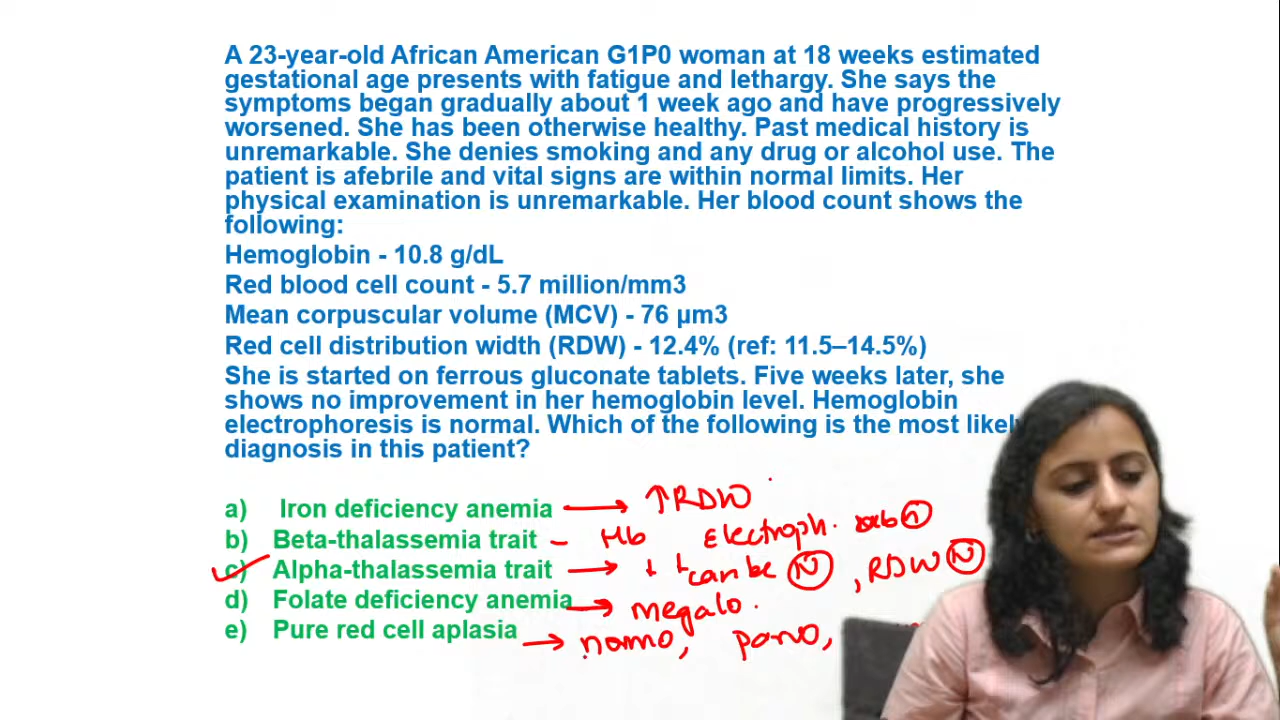 A 23-year-old African American G1P0 woman at 18 weeks estimated
gestational age presents with fatigue and lethargy. She says the
symptoms began gradually about 1 week ago and have progressively
worsened. She has been otherwise healthy. Past medical history is
unremarkable. She denies smoking and any drug or alcohol use. The
patient is afebrile and vital signs are within normal limits. Her
physical examination is unremarkable. Her blood count shows the
following:
Hemoglobin - 10.8 g/dL
Red blood cell count - 5.7 million/mm3
Mean corpuscular volume (MCV) - 76 μm3
Red cell distribution width (RDW) - 12.4% (ref: 11.5–14.5%)
She is started on ferrous gluconate tablets. Five weeks later, she
shows no improvement in her hemoglobin level. Hemoglobin
electrophoresis is normal. Which of the following is the most likely
diagnosis in this patient?
a) Iron deficiency anemia → ↑RDW
b) Beta-thalassemia trait – Hb Electroph.
c) Alpha-thalassemia trait → ↓ ↓ can be N, RDW N
d) Folate deficiency anemia → megalo.
e) Pure red cell aplasia → normo, parvo,